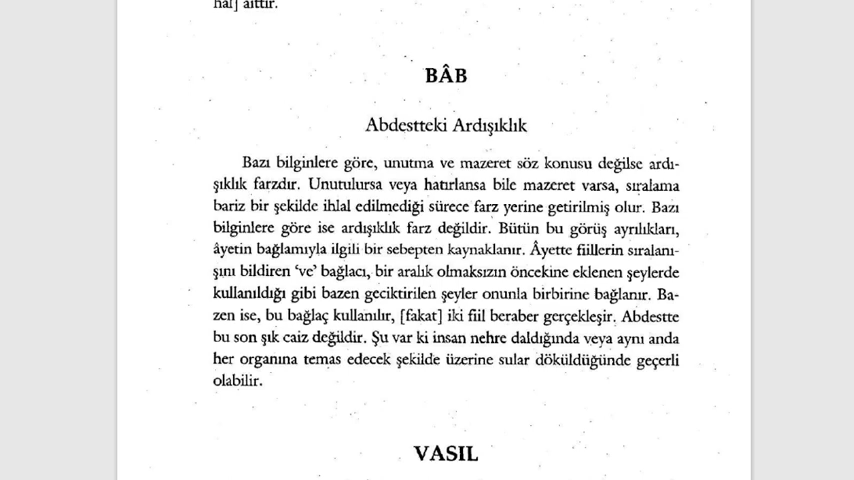 hal] aittir.
BÂB
Abdestteki Ardışıklık
Bazı bilginlere göre, unutma ve mazeret söz konusu değilse ardı-
şıklık farzdır. Unutulursa veya hatırlansa bile mazeret varsa, sıralama
bariz bir şekilde ihlal edilmediği sürece farz yerine getirilmiş olur. Bazı
bilginlere göre ise ardışıklık farz değildir. Bütün bu görüş ayrılıkları,
âyetin bağlamıyla ilgili bir sebepten kaynaklanır. Âyette fiillerin sıralanı-
şını bildiren ‘ve’ bağlacı, bir aralık olmaksızın öncekine eklenen şeylerde
kullanıldığı gibi bazen geciktirilen şeyler onunla birbirine bağlanır. Ba-
zen ise, bu bağlaç kullanılır, [fakat] iki fiil beraber gerçekleşir. Abdestte
bu son şık caiz değildir. Şu var ki insan nehre daldığında veya aynı anda
her organına temas edecek şekilde üzerine sular döküldüğünde geçerli
olabilir.
VASIL